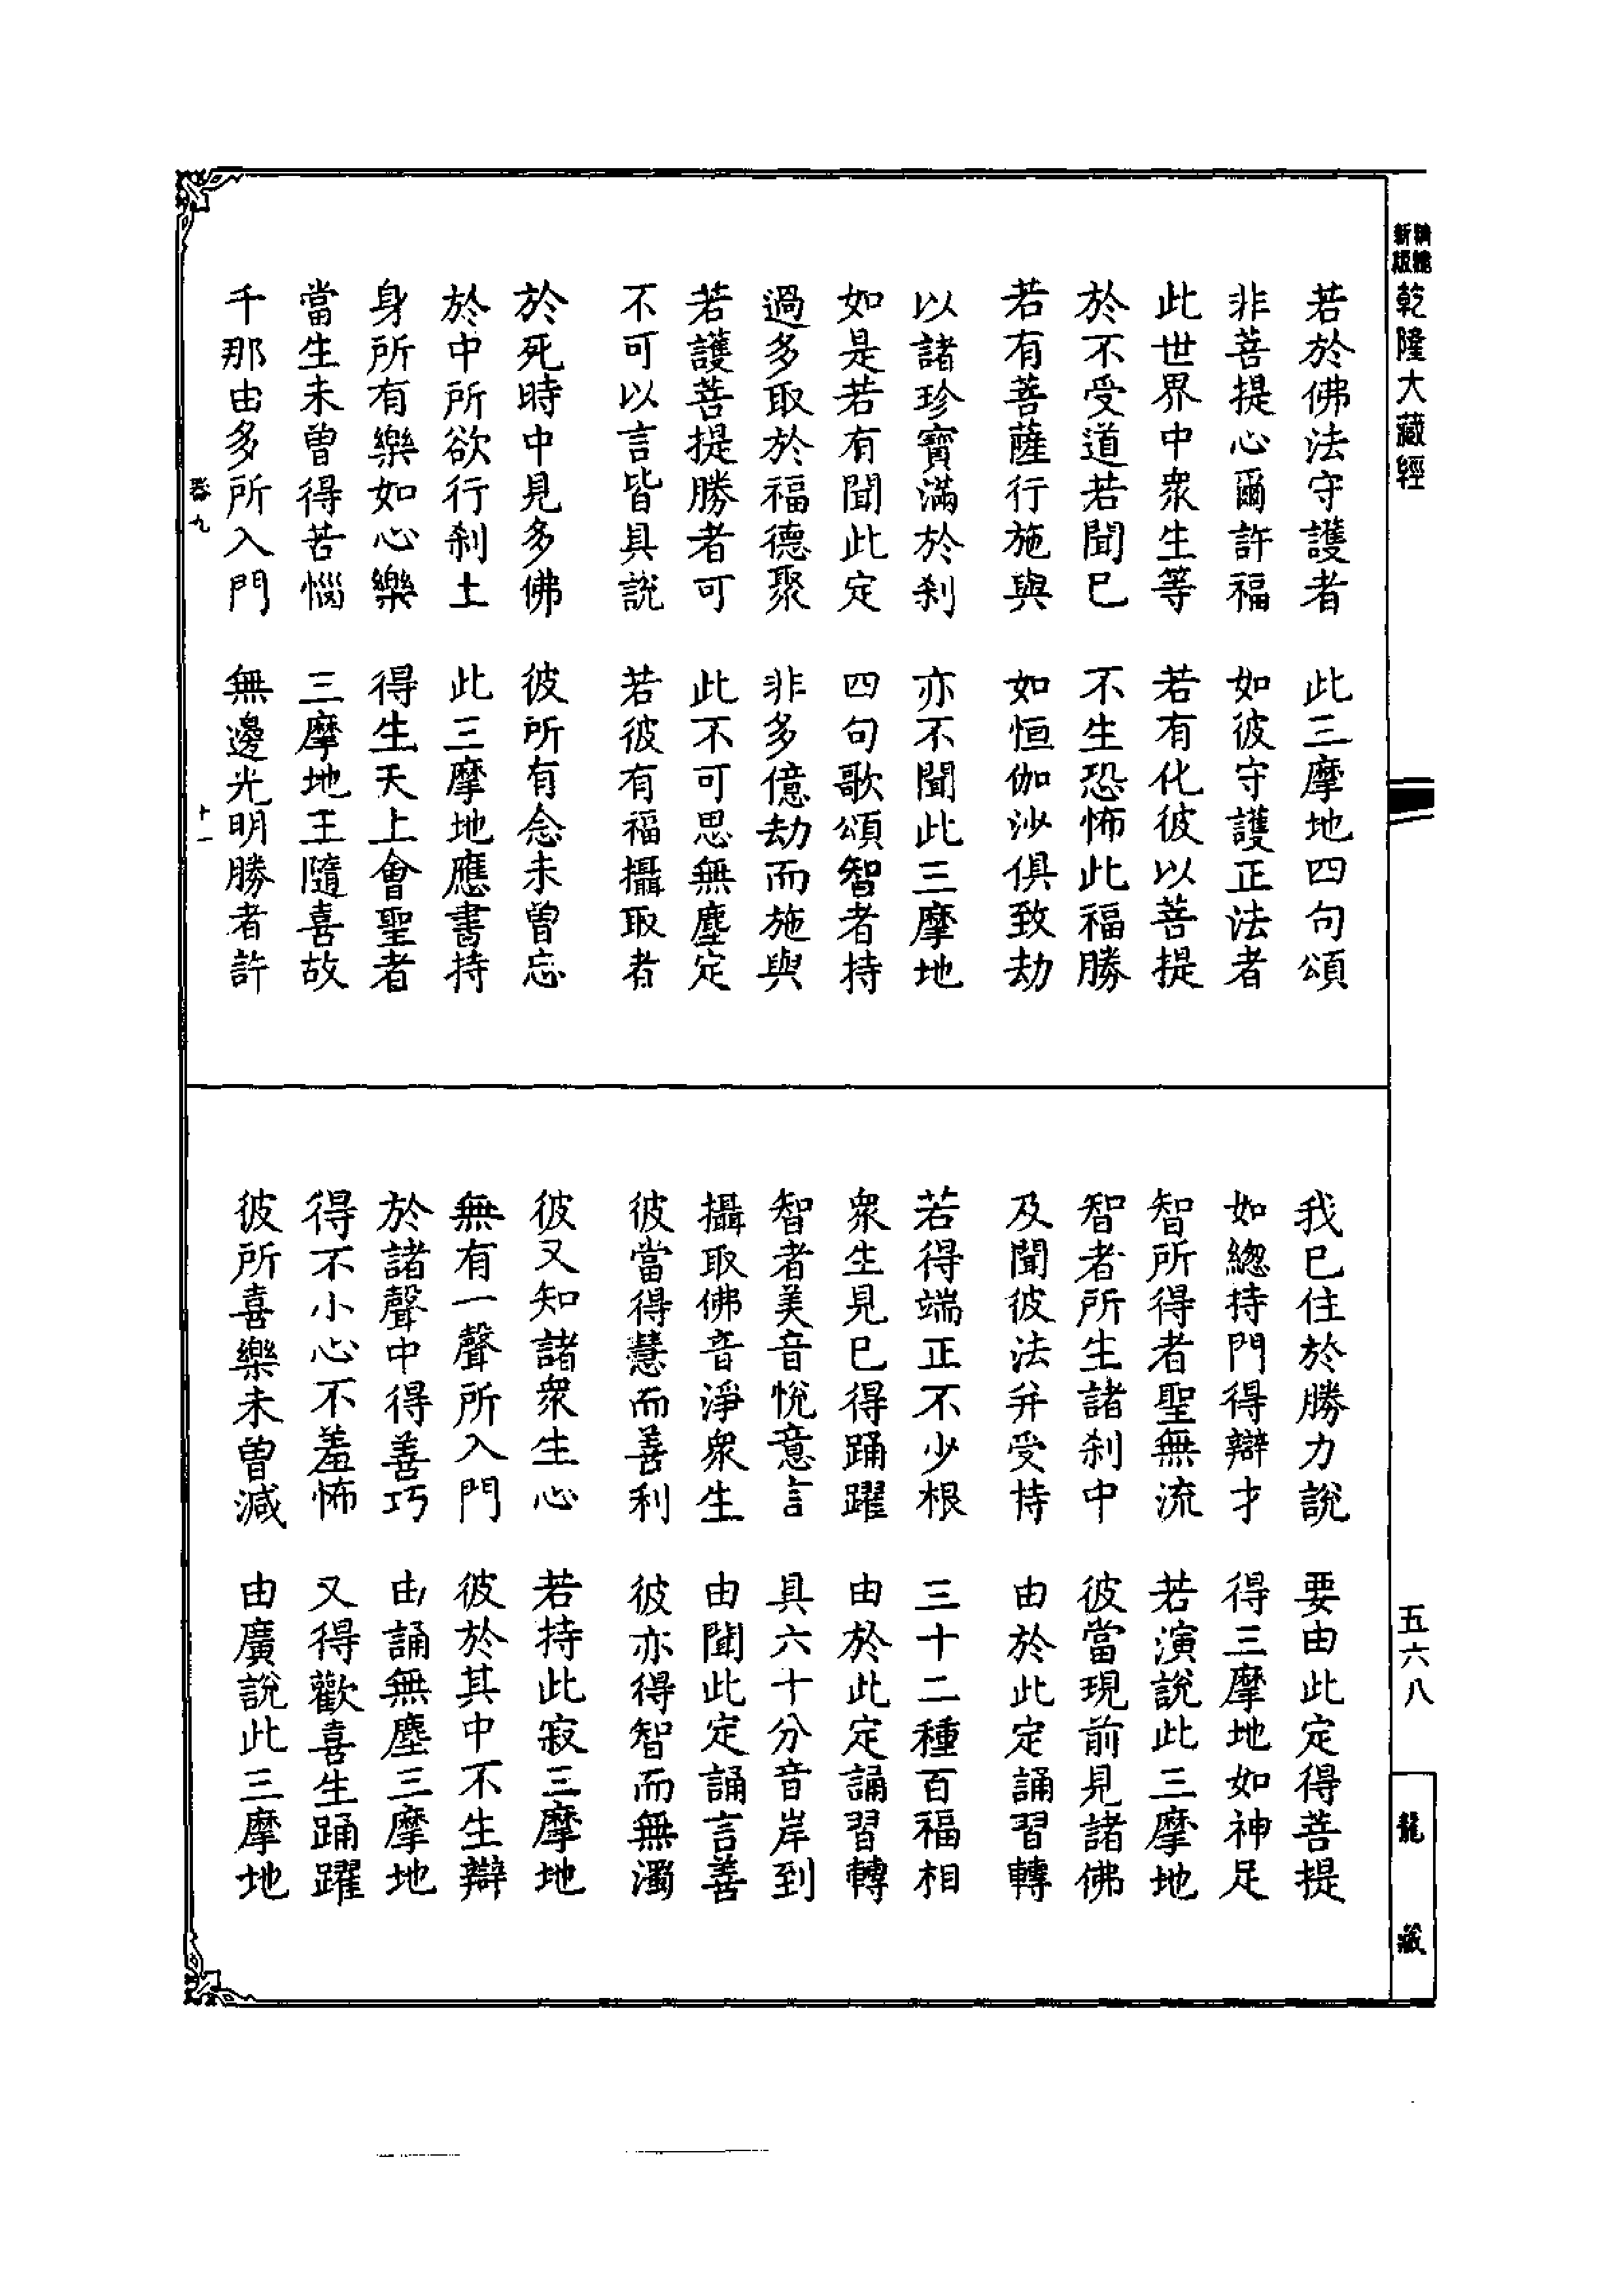 精絕新版
乾隆大藏經
若於佛法守護者　此三摩地四句頌
非菩提心爾許福　如彼守護正法者
此世界中衆生等　若有化彼以菩提
於不受道若聞已　不生恐怖此福勝
若有菩薩行施與　如恒伽沙俱致劫
以諸珍寶滿於刹　亦不聞此三摩地
如是若有聞此定　四句歌頌智者持
過多取於福德聚　非多億劫而施與
若護菩提勝者可　此不可思無塵定
不可以言皆具說　若彼有福攝取者
於死時中見多佛　彼所有念未曾忘
於中所欲行刹土　此三摩地應書持
身所有樂如心樂　得生天上會聖者
當生未曾得苦惱　三摩地王隨喜故
千那由多所入門　無邊光明勝者許
器九　十一
我已住於勝力說　要由此定得菩提
如緫持門得辯才　得三摩地如神足
智所得者聖無流　若演說此三摩地
智者所生諸刹中　彼當現前見諸佛
及聞彼法并受持　由於此定誦習轉
若得端正不少根　三十二種百福相
衆生見已得踊躍　由於此定誦習轉
智者美音悅意言　具六十分音岸到
攝取佛音淨衆生　由聞此定誦言善
彼當得慧而善利　彼亦得智而無濁
彼又知諸衆生心　若持此寂三摩地
無有一聲所入門　彼於其中不生辯
於諸聲中得善巧　由誦無塵三摩地
得不小心不羞怖　又得歡喜生踊躍
彼所喜樂未曾減　由廣說此三摩地
五六八
龍藏